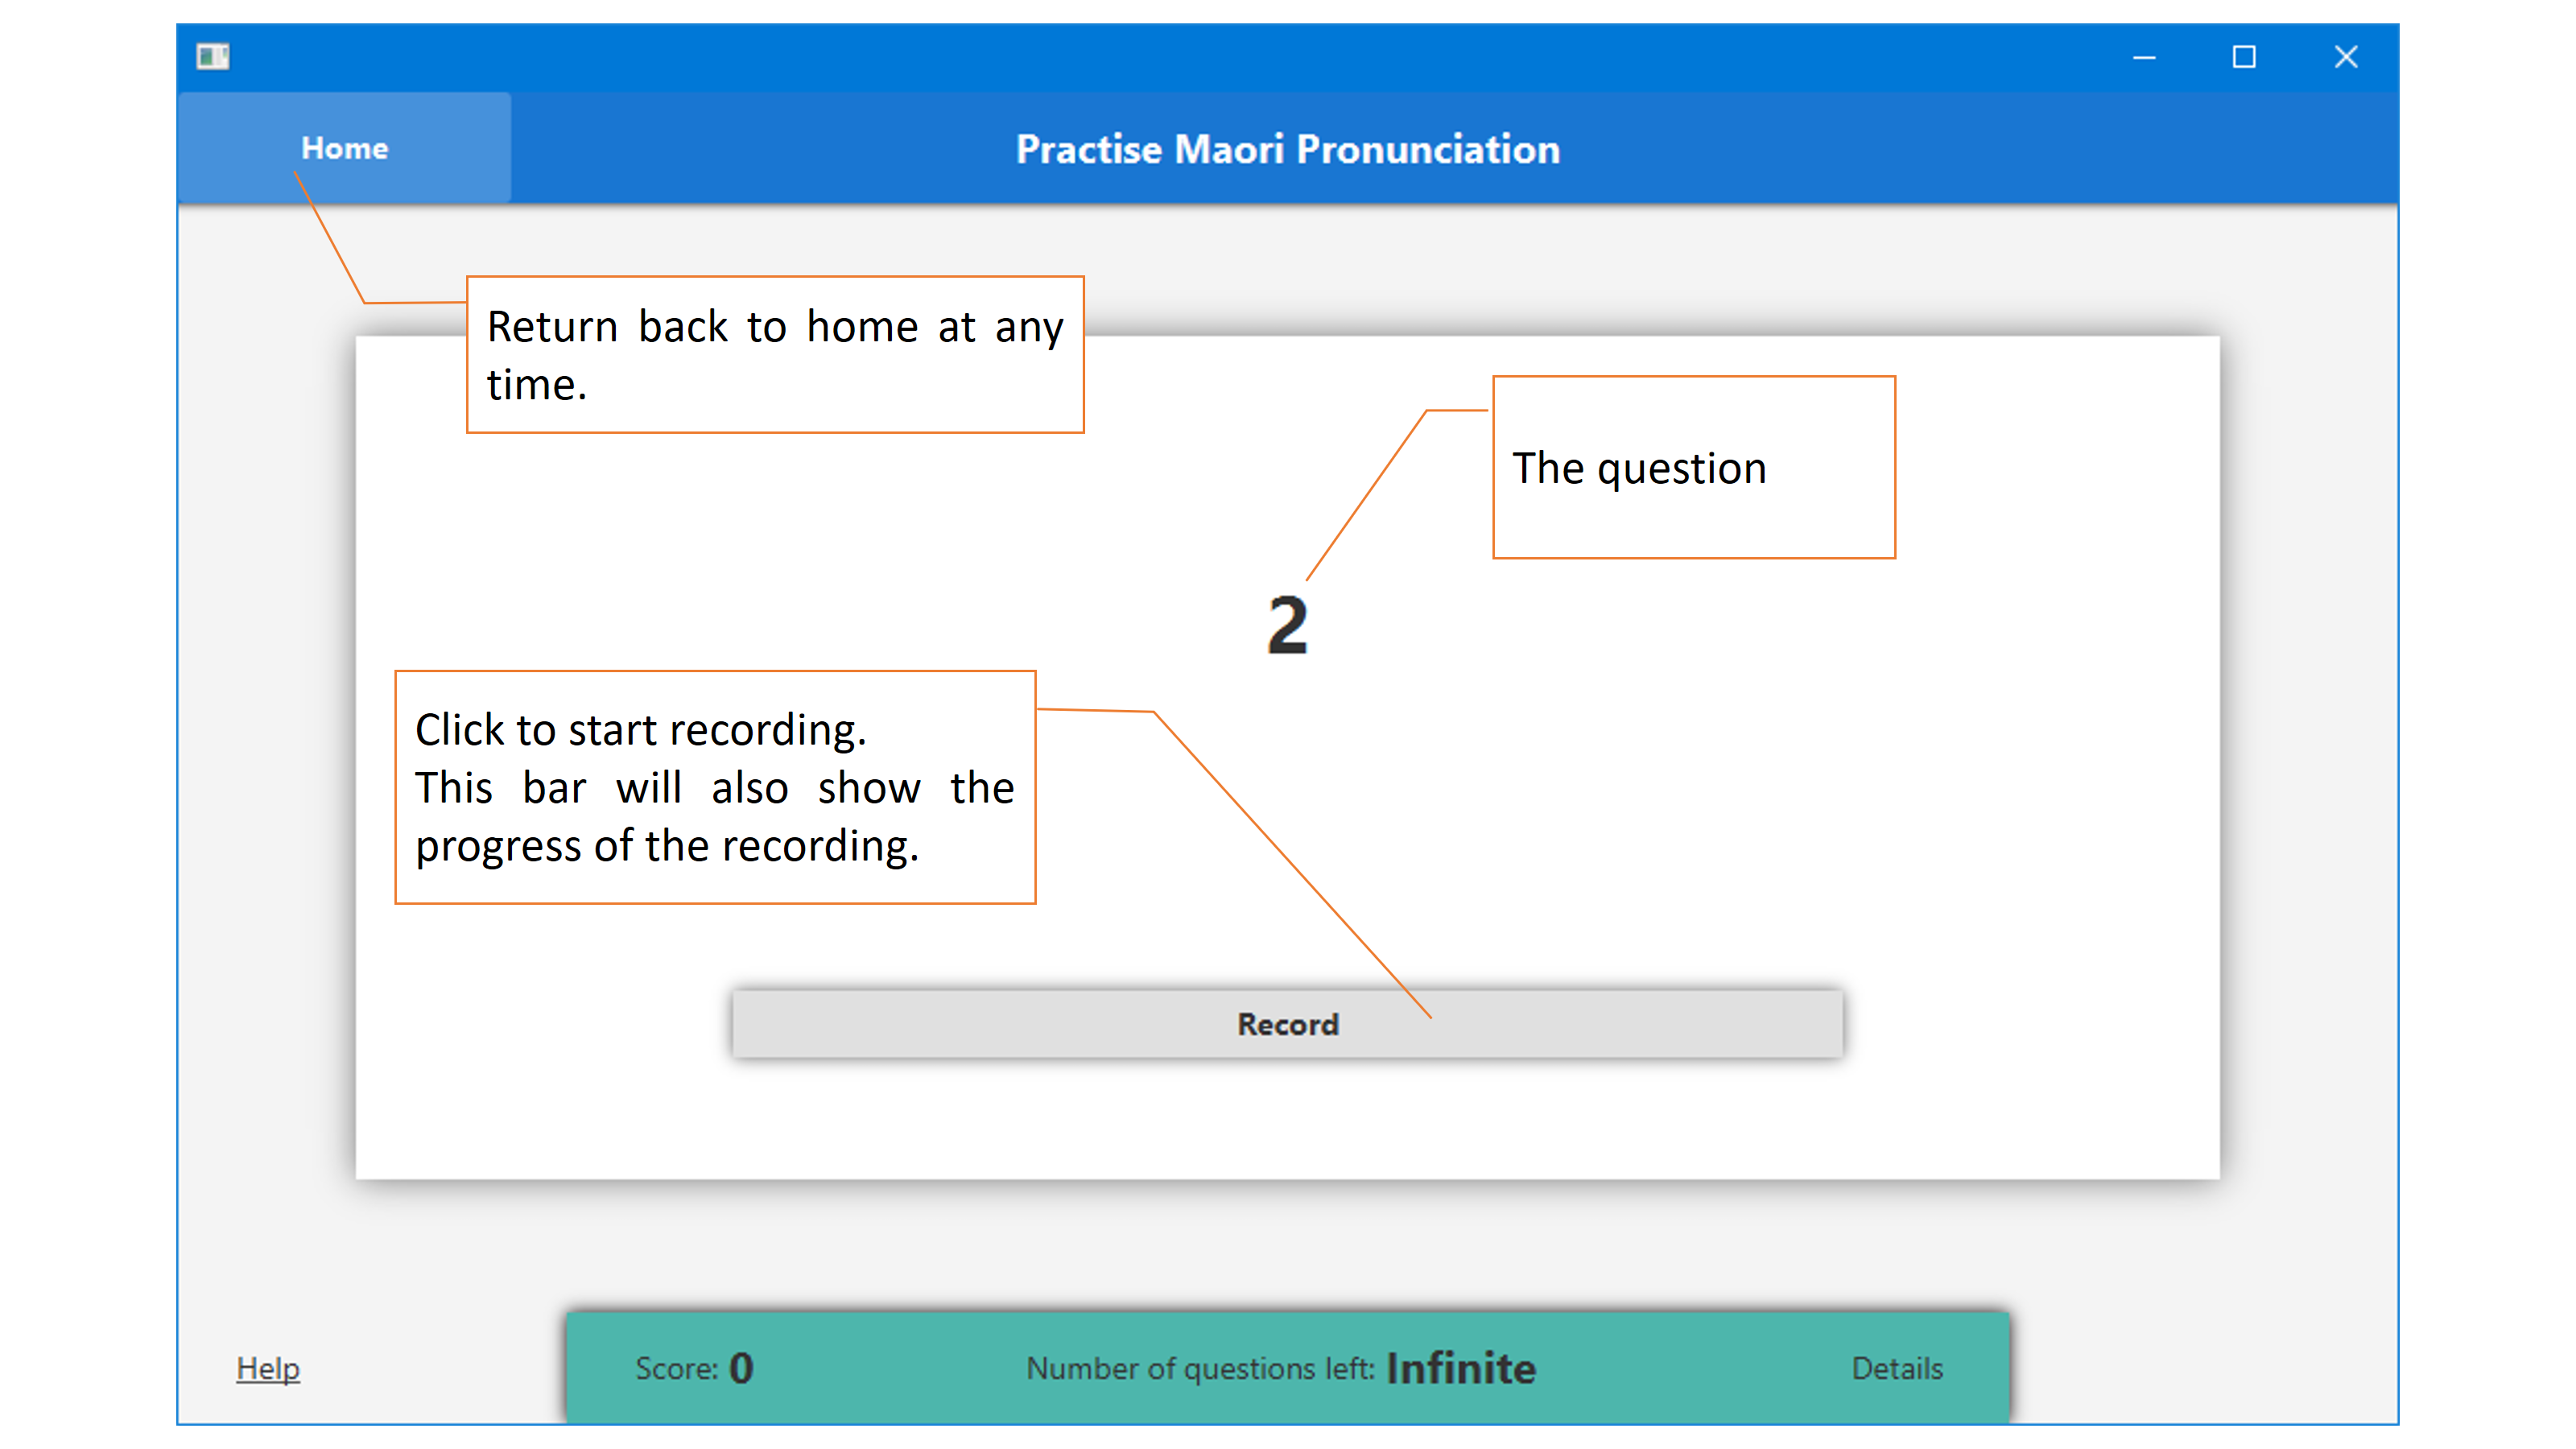 Home
Practise Maori Pronunciation
Return back to home at any
time.
The question
2
Click to start recording.
This bar will also show the
progress of the recording.
Record
Help
Score: 0
Number of questions left: Infinite
Details